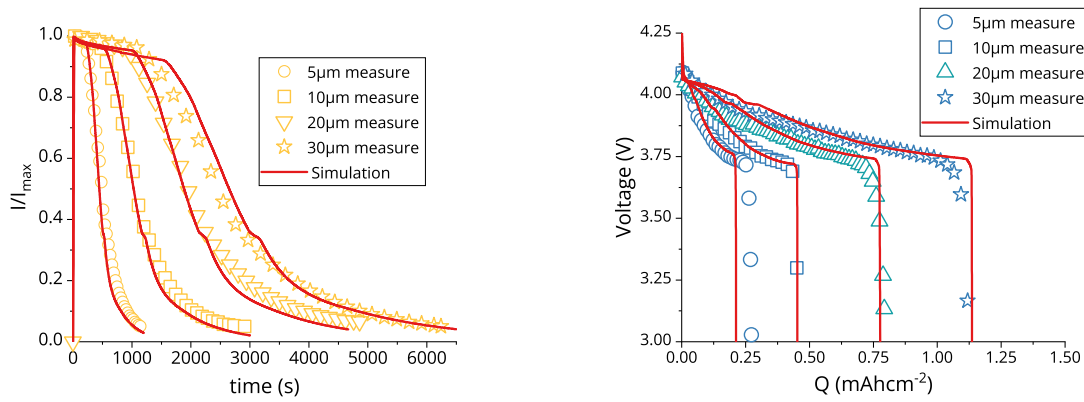 1.0
0.8
0.6
0.4
0.2
0.0
I/Imax
0
1000
2000
3000
4000
5000
6000
time (s)
5µm measure
10µm measure
20µm measure
30µm measure
Simulation
4.25
4.00
3.75
3.50
3.25
3.00
Voltage (V)
0.00
0.25
0.50
0.75
1.00
1.25
1.50
Q (mAhcm-2)
5µm measure
10µm measure
20µm measure
30µm measure
Simulation